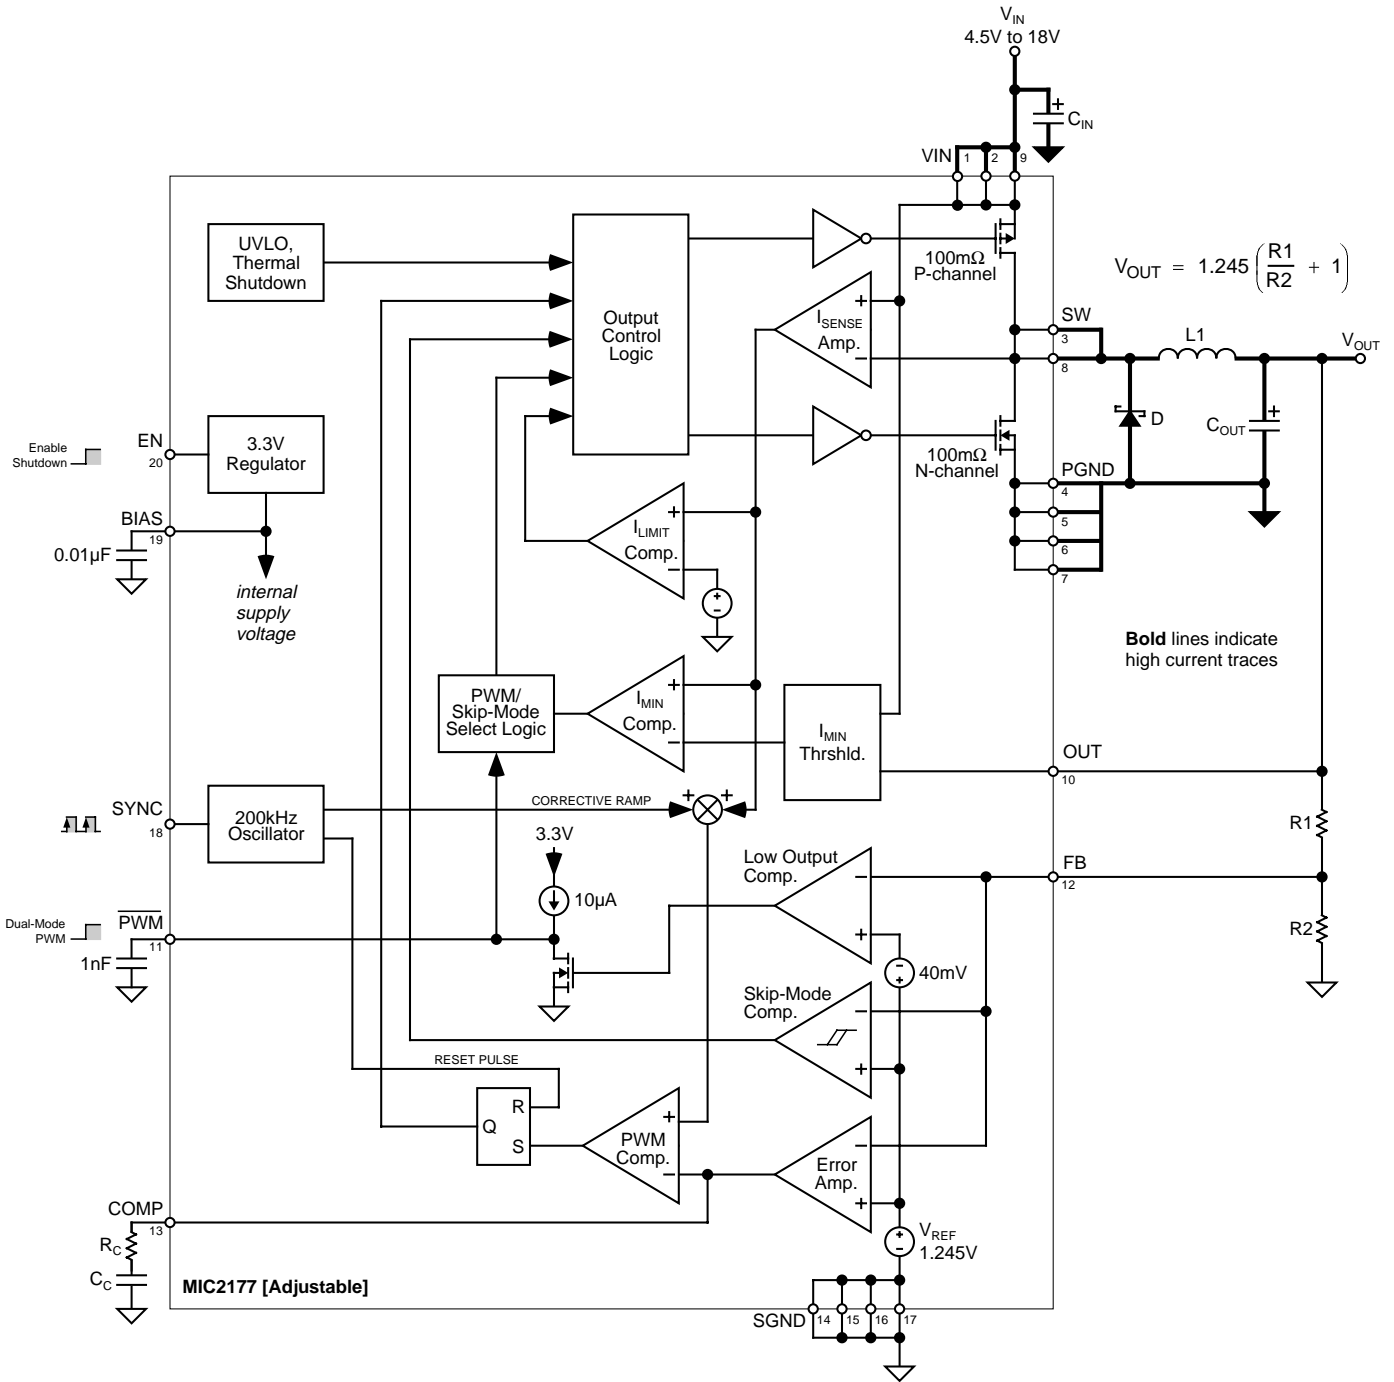 VIN
4.5V to 18V
CIN
VIN
1
2
9
UVLO,
Thermal
Shutdown
Output
Control
Logic
100mΩ
P-channel
VOUT = 1.245 (R1/R2 + 1)
ISENSE
Amp.
+
−
SW
3
8
L1
VOUT
D
COUT
+
EN
20
Enable
Shutdown
3.3V
Regulator
100mΩ
N-channel
PGND
4
5
6
7
BIAS
19
0.01µF
internal
supply
voltage
ILIMIT
Comp.
+
−
+
−
Bold lines indicate
high current traces
PWM/
Skip-Mode
Select Logic
IMIN
Comp.
+
−
IMIN
Thrshld.
OUT
10
SYNC
18
200kHz
Oscillator
CORRECTIVE RAMP
+
+
R1
3.3V
10µA
Low Output
Comp.
−
+
FB
12
Dual-Mode
PWM
PWM
11
1nF
R2
−
+
40mV
Skip-Mode
Comp.
−
+
RESET PULSE
R
Q
S
PWM
Comp.
+
−
Error
Amp.
−
+
COMP
13
RC
CC
+
−
VREF
1.245V
MIC2177 [Adjustable]
SGND
14
15
16
17